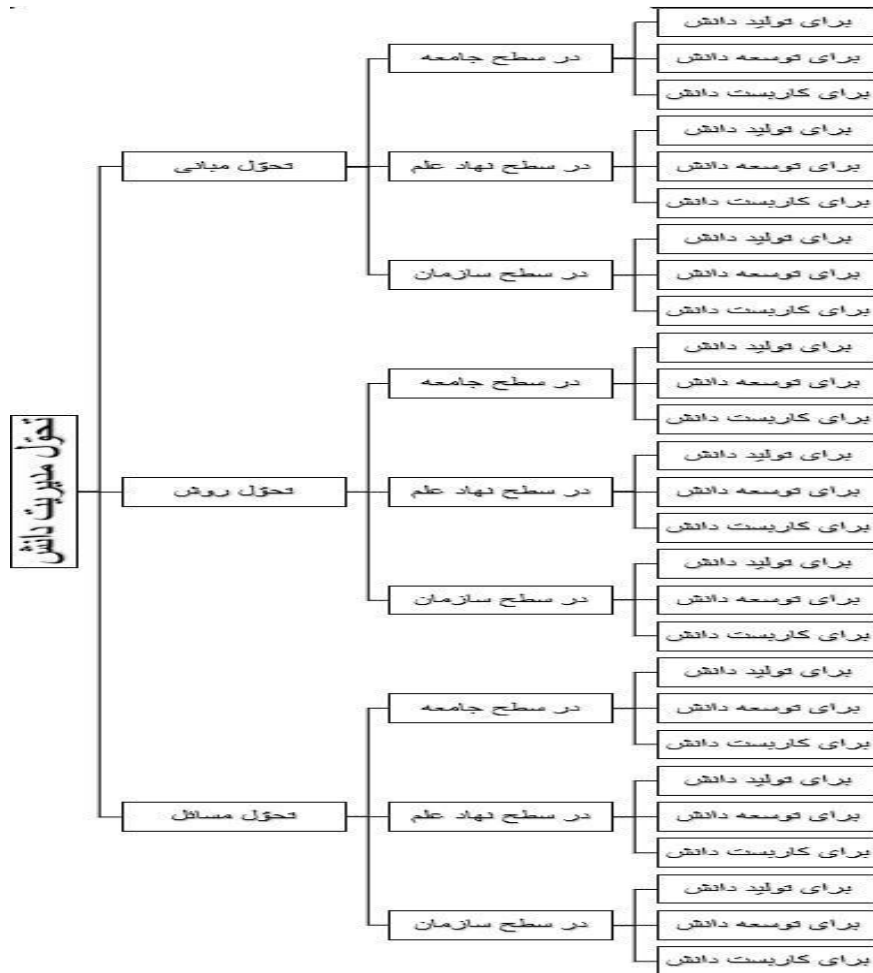 تحوّل مدیریت دانش
تحوّل مبانی
در سطح جامعه
برای تولید دانش
برای توسعه دانش
برای کاربست دانش
در سطح نهاد علم
برای تولید دانش
برای توسعه دانش
برای کاربست دانش
در سطح سازمان
برای تولید دانش
برای توسعه دانش
برای کاربست دانش
تحوّل روش
در سطح جامعه
برای تولید دانش
برای توسعه دانش
برای کاربست دانش
در سطح نهاد علم
برای تولید دانش
برای توسعه دانش
برای کاربست دانش
در سطح سازمان
برای تولید دانش
برای توسعه دانش
برای کاربست دانش
تحوّل مسائل
در سطح جامعه
برای تولید دانش
برای توسعه دانش
برای کاربست دانش
در سطح نهاد علم
برای تولید دانش
برای توسعه دانش
برای کاربست دانش
در سطح سازمان
برای تولید دانش
برای توسعه دانش
برای کاربست دانش